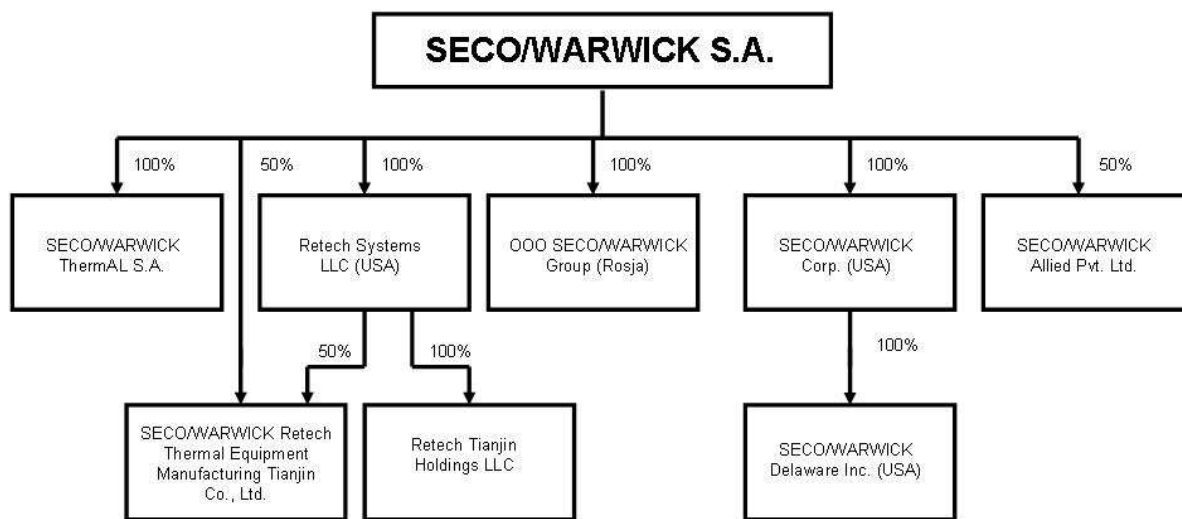 SECO/WARWICK S.A.
100%
50%
100%
100%
100%
50%
SECO/WARWICK
ThermAL S.A.
Retech Systems
LLC (USA)
OOO SECO/WARWICK
Group (Rosja)
SECO/WARWICK
Corp. (USA)
SECO/WARWICK
Allied Pvt. Ltd.
50%
100%
100%
SECO/WARWICK Retech
Thermal Equipment
Manufacturing Tianjin
Co., Ltd.
Retech Tianjin
Holdings LLC
SECO/WARWICK
Delaware Inc. (USA)